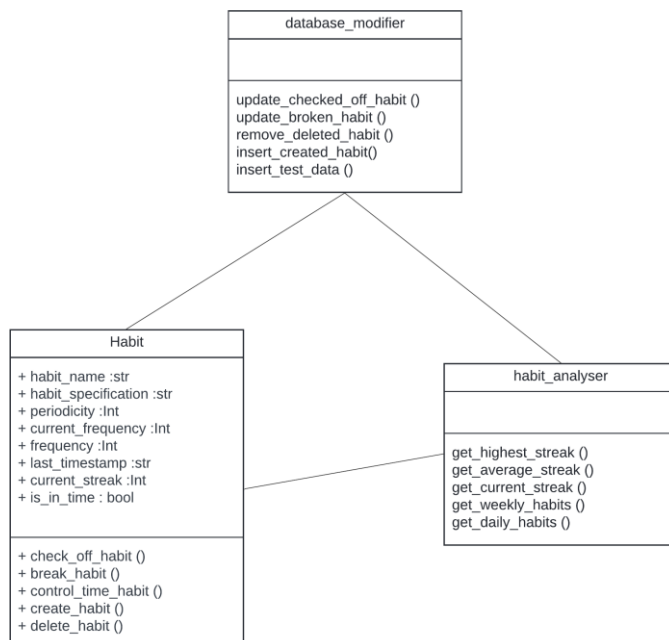 database_modifier
update_checked_off_habit ()
update_broken_habit ()
remove_deleted_habit ()
insert_created_habit()
insert_test_data ()
Habit
+ habit_name :str
+ habit_specification :str
+ periodicity :Int
+ current_frequency :Int
+ frequency :Int
+ last_timestamp :str
+ current_streak :Int
+ is_in_time : bool
+ check_off_habit ()
+ break_habit ()
+ control_time_habit ()
+ create_habit ()
+ delete_habit ()
habit_analyser
get_highest_streak ()
get_average_streak ()
get_current_streak ()
get_weekly_habits ()
get_daily_habits ()